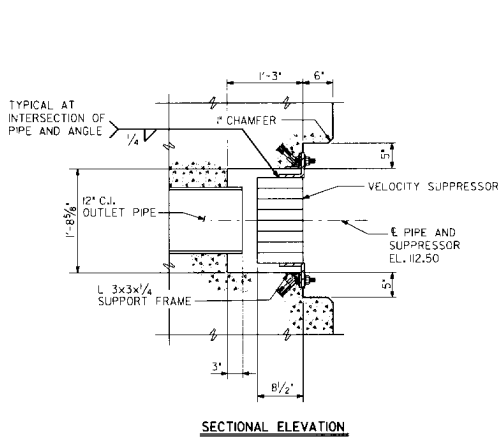 1'-3"
6"
TYPICAL AT
INTERSECTION OF
PIPE AND ANGLE
1/4
1" CHAMFER
5"
VELOCITY SUPPRESSOR
12" C.I.
OUTLET PIPE
1'-8 5/8"
℄ PIPE AND
SUPPRESSOR
EL. 112.50
L 3x3x1/4
SUPPORT FRAME
5"
3"
8 1/2"
SECTIONAL ELEVATION